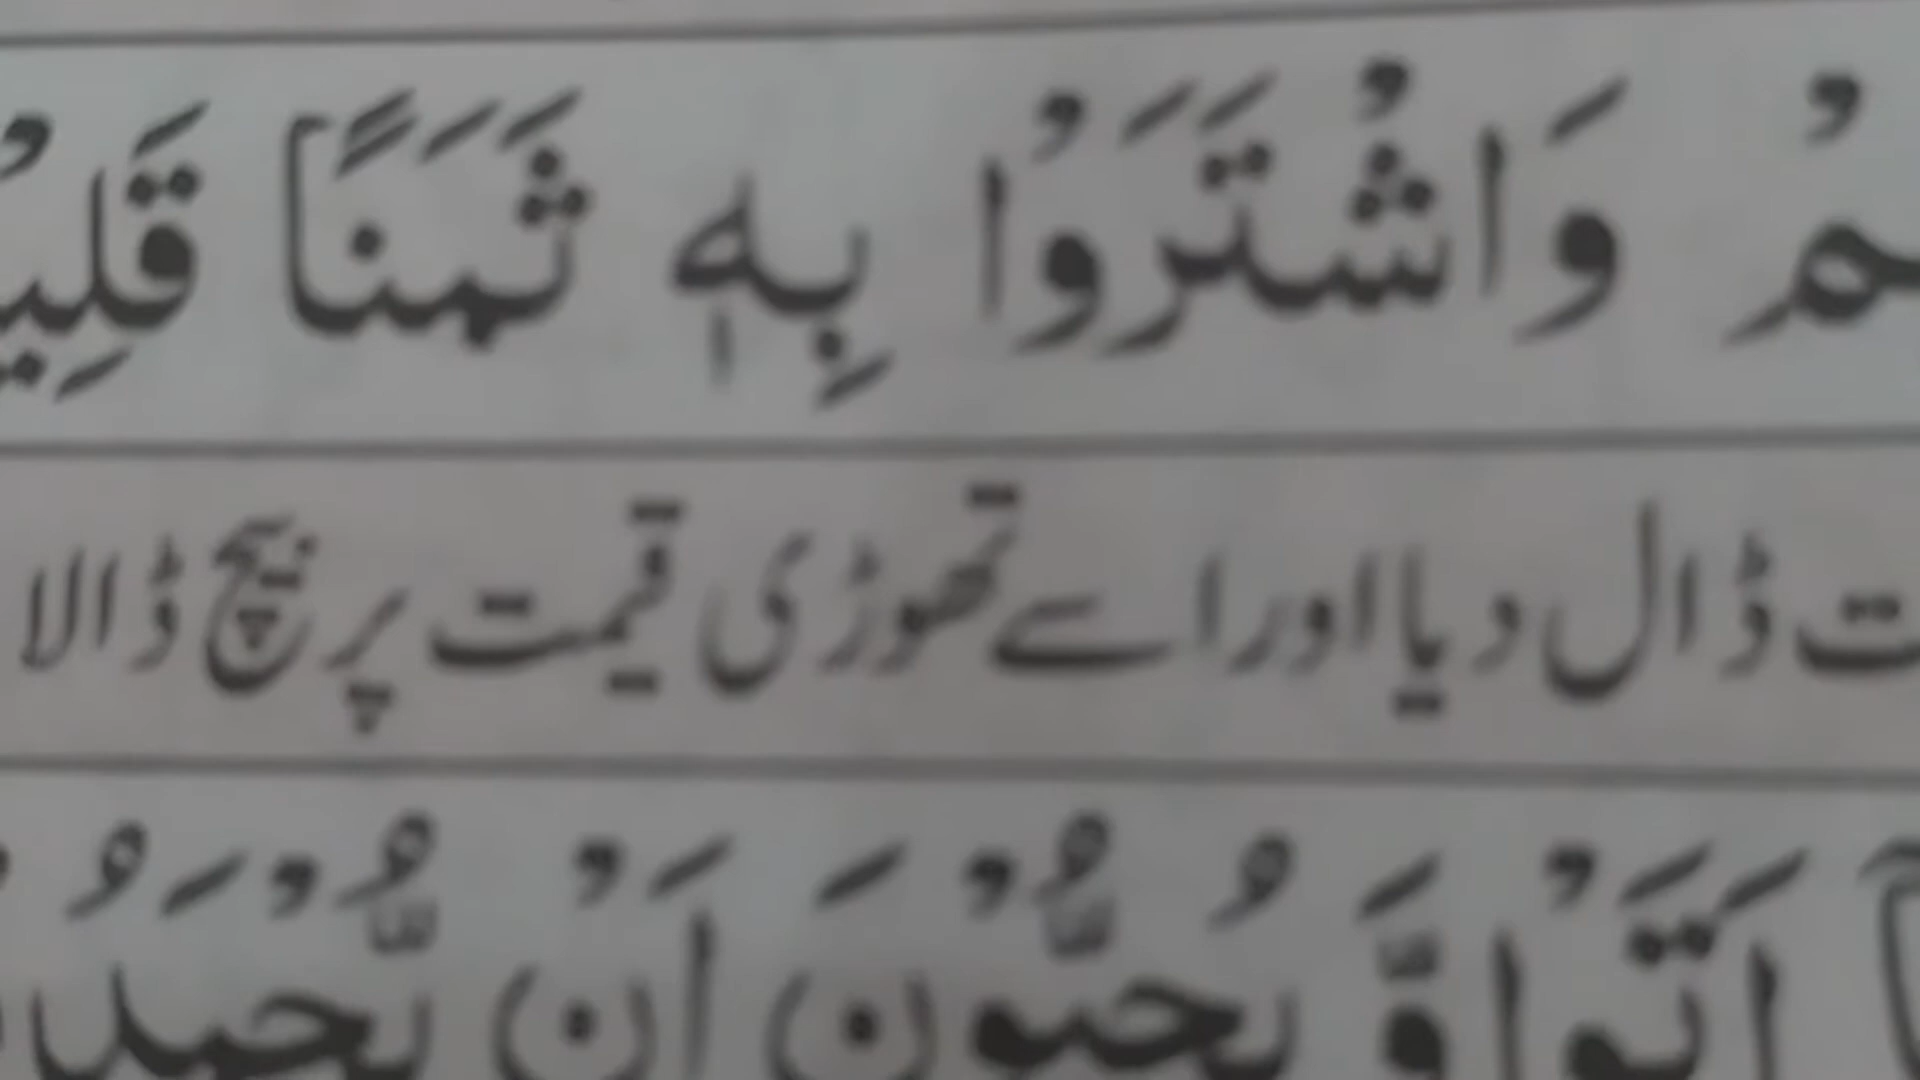 وَاشْتَرَوْا بِهٖ ثَمَنًا
ڈال دیا اور اسے تھوڑی قیمت پر بیچ ڈالا
اَتَوْا وَّ يُحِبُّوْنَ اَنْ يُّحْمَدُ